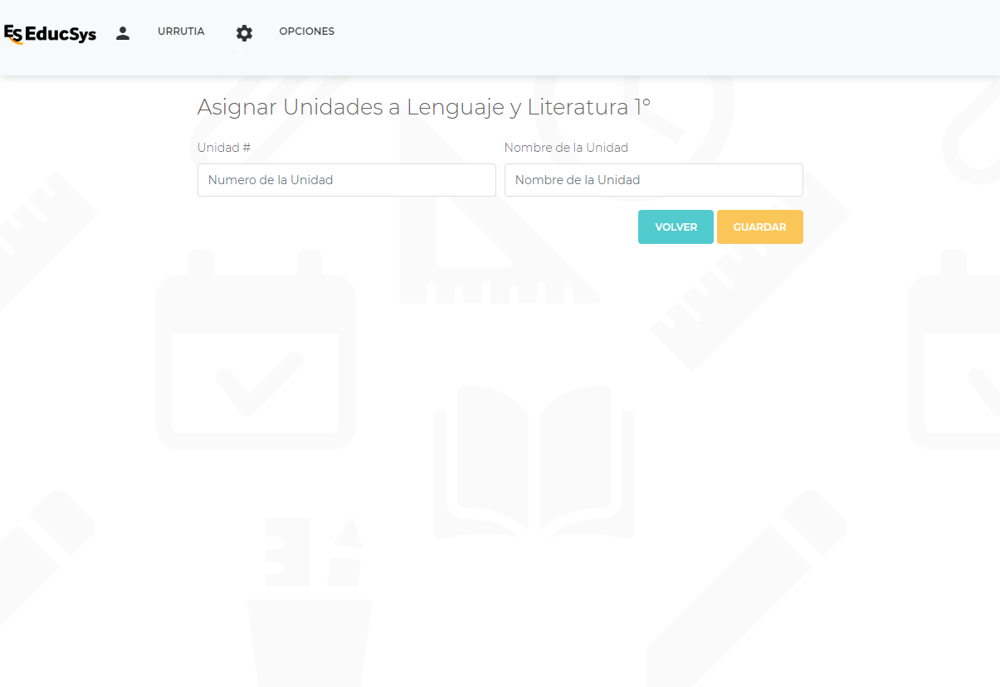 ES EducSys URRUTIA OPCIONES
Asignar Unidades a Lenguaje y Literatura 1°
Unidad # Nombre de la Unidad
Numero de la Unidad Nombre de la Unidad
VOLVER GUARDAR